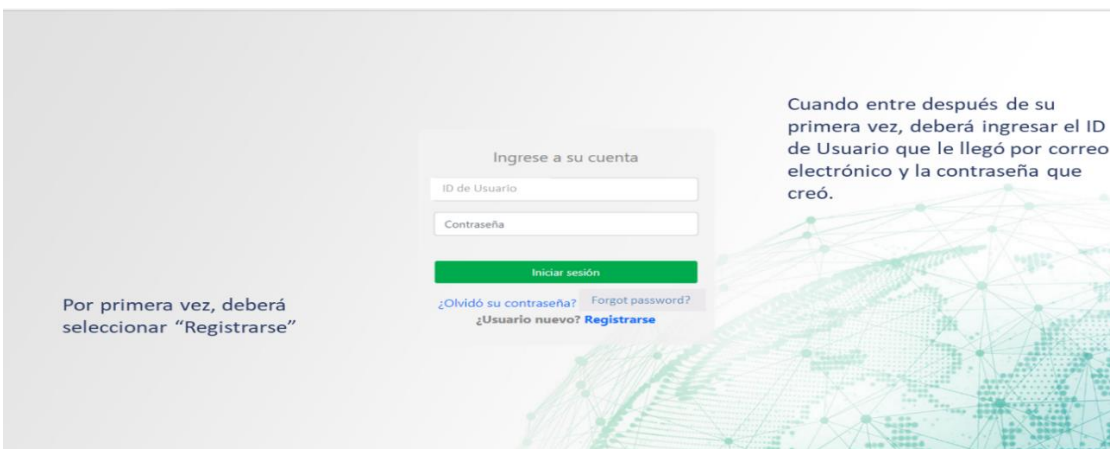 Cuando entre después de su
primera vez, deberá ingresar el ID
de Usuario que le llegó por correo
electrónico y la contraseña que
creó.
Ingrese a su cuenta
ID de Usuario
Contraseña
Iniciar sesión
¿Olvidó su contraseña? Forgot password?
¿Usuario nuevo? Registrarse
Por primera vez, deberá
seleccionar “Registrarse”